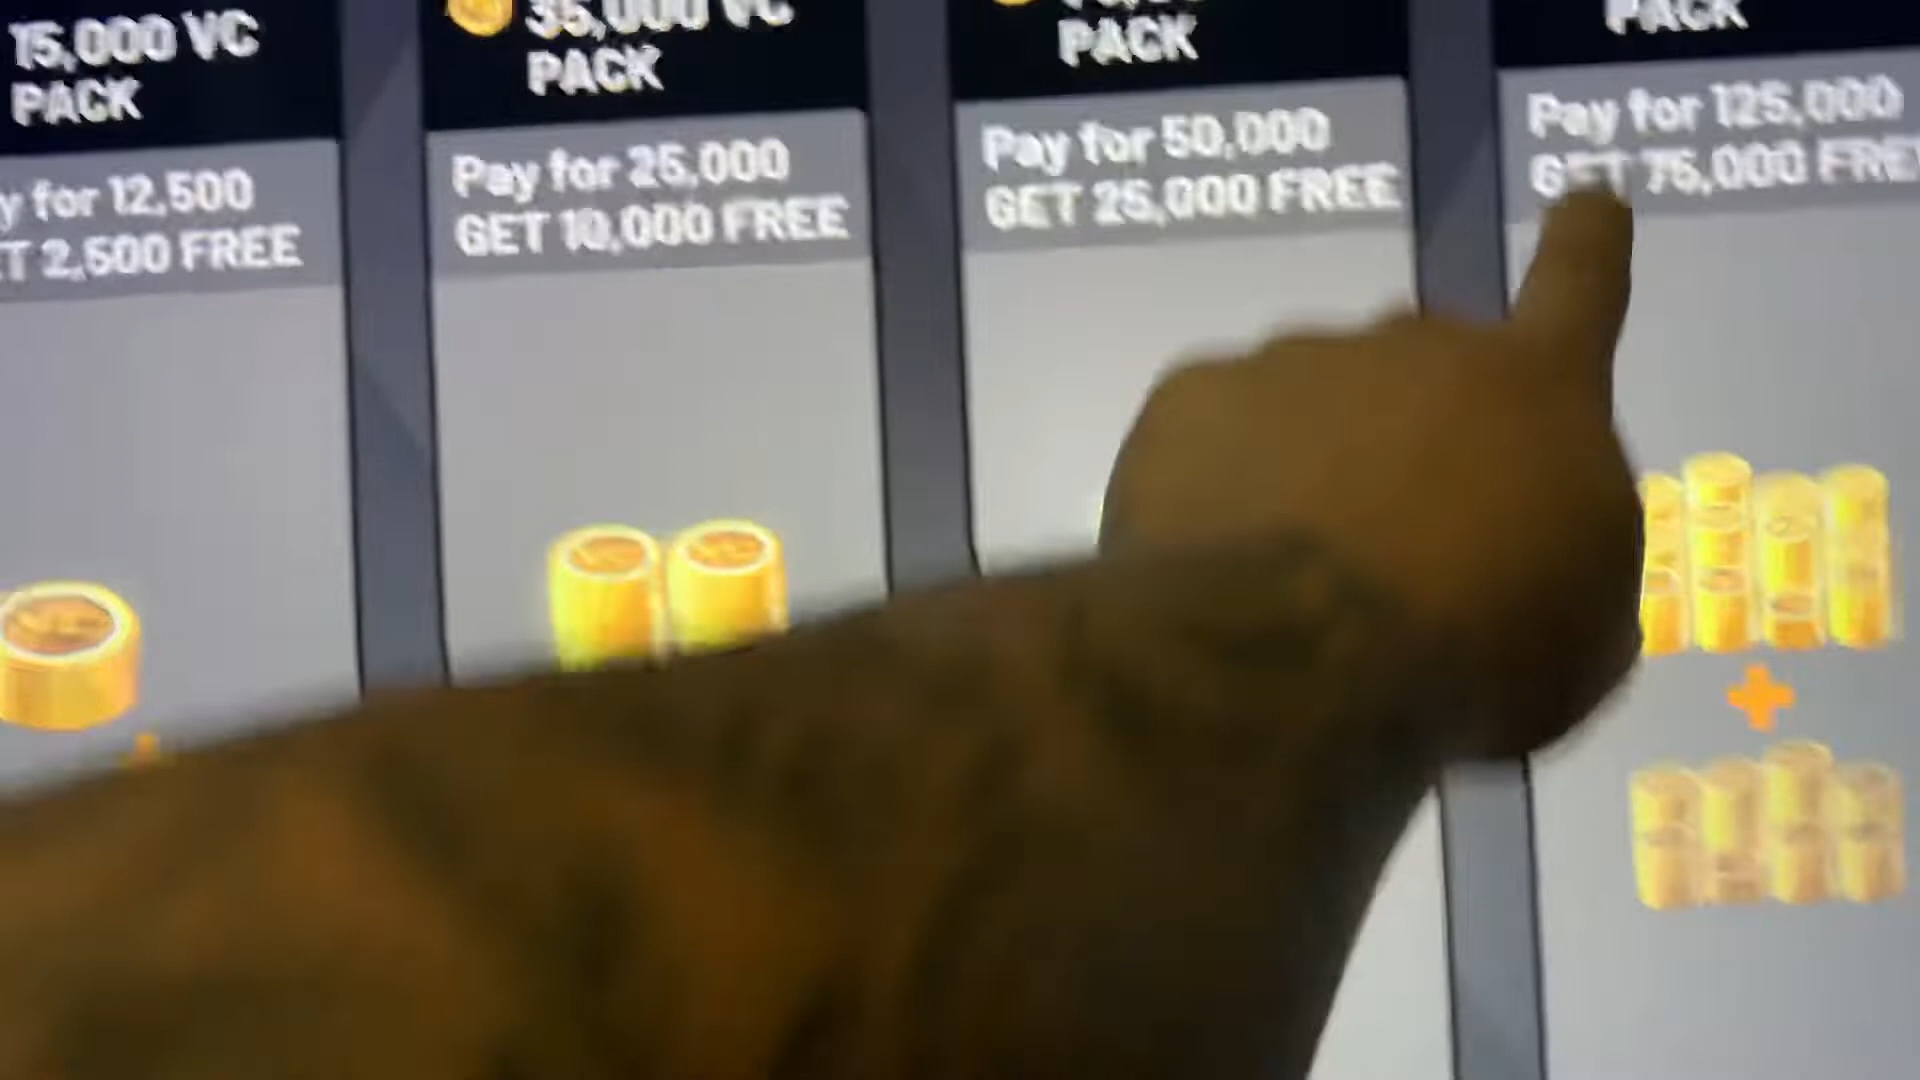 15,000 VC
PACK
y for 12,500
T 2,500 FREE
35,000 VC
PACK
Pay for 25,000
GET 10,000 FREE
PACK
Pay for 50,000
GET 25,000 FREE
PACK
Pay for 125,000
GET 75,000 FREE